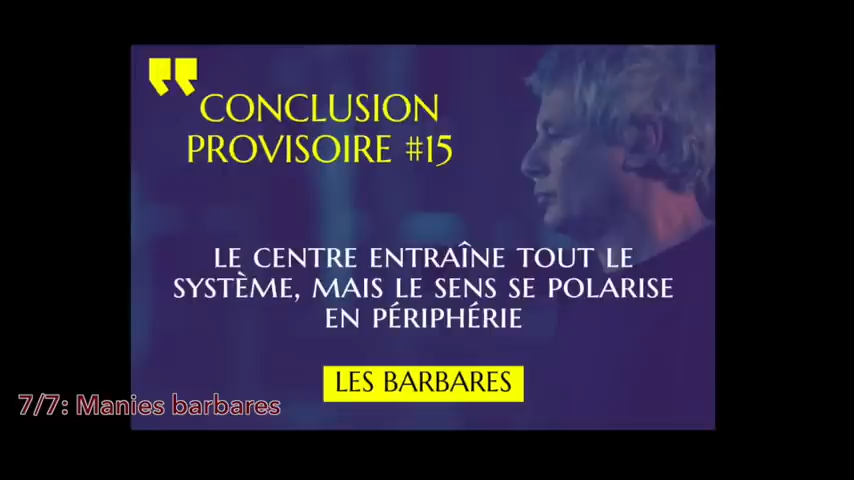 CONCLUSION
PROVISOIRE #15
LE CENTRE ENTRAÎNE TOUT LE
SYSTÈME, MAIS LE SENS SE POLARISE
EN PÉRIPHÉRIE
LES BARBARES
7/7: Manies barbares